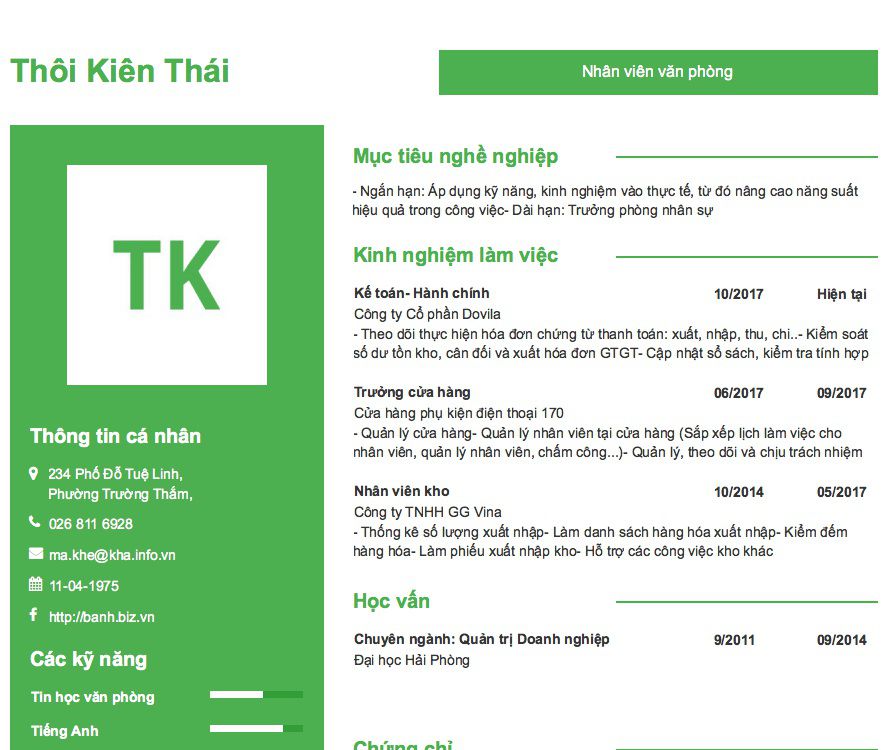 Thôi Kiên Thái
Nhân viên văn phòng
TK
Thông tin cá nhân
234 Phố Đỗ Tuệ Linh,
Phường Trường Thắm,
026 811 6928
ma.khe@kha.info.vn
11-04-1975
http://banh.biz.vn
Các kỹ năng
Tin học văn phòng
Tiếng Anh
Mục tiêu nghề nghiệp
- Ngắn hạn: Áp dụng kỹ năng, kinh nghiệm vào thực tế, từ đó nâng cao năng suất
hiệu quả trong công việc- Dài hạn: Trưởng phòng nhân sự
Kinh nghiệm làm việc
Kế toán- Hành chính 10/2017 Hiện tại
Công ty Cổ phần Dovila
- Theo dõi thực hiện hóa đơn chứng từ thanh toán: xuất, nhập, thu, chi..- Kiểm soát
số dư tồn kho, cân đối và xuất hóa đơn GTGT- Cập nhật sổ sách, kiểm tra tính hợp
Trưởng cửa hàng 06/2017 09/2017
Cửa hàng phụ kiện điện thoại 170
- Quản lý cửa hàng- Quản lý nhân viên tại cửa hàng (Sắp xếp lịch làm việc cho
nhân viên, quản lý nhân viên, chấm công...)- Quản lý, theo dõi và chịu trách nhiệm
Nhân viên kho 10/2014 05/2017
Công ty TNHH GG Vina
- Thống kê số lượng xuất nhập- Làm danh sách hàng hóa xuất nhập- Kiểm đếm
hàng hóa- Làm phiếu xuất nhập kho- Hỗ trợ các công việc kho khác
Học vấn
Chuyên ngành: Quản trị Doanh nghiệp 9/2011 09/2014
Đại học Hải Phòng
Chứng chỉ